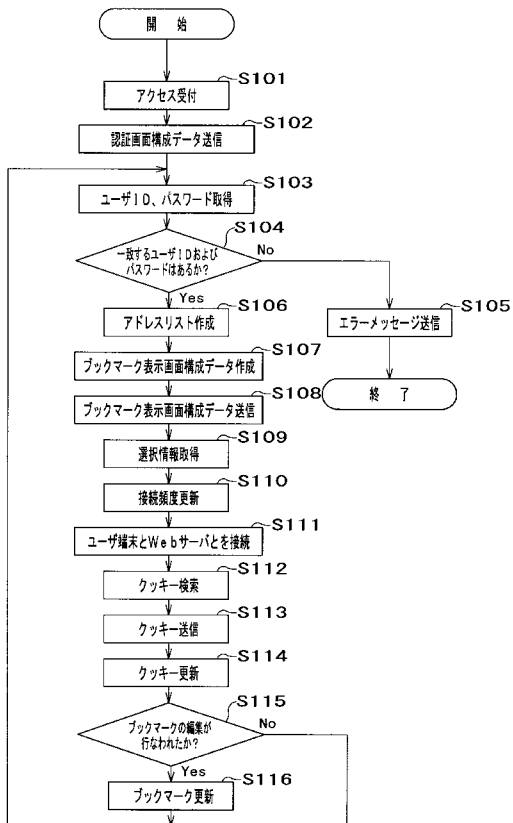 開 始
S101
アクセス受付
S102
認証画面構成データ送信
S103
ユーザID、パスワード取得
S104
一致するユーザIDおよび
パスワードはあるか?
No
Yes
S106
アドレスリスト作成
S105
エラーメッセージ送信
S107
ブックマーク表示画面構成データ作成
終 了
S108
ブックマーク表示画面構成データ送信
S109
選択情報取得
S110
接続頻度更新
S111
ユーザ端末とWebサーバとを接続
S112
クッキー検索
S113
クッキー送信
S114
クッキー更新
S115
ブックマークの編集が
行なわれたか?
No
Yes
S116
ブックマーク更新